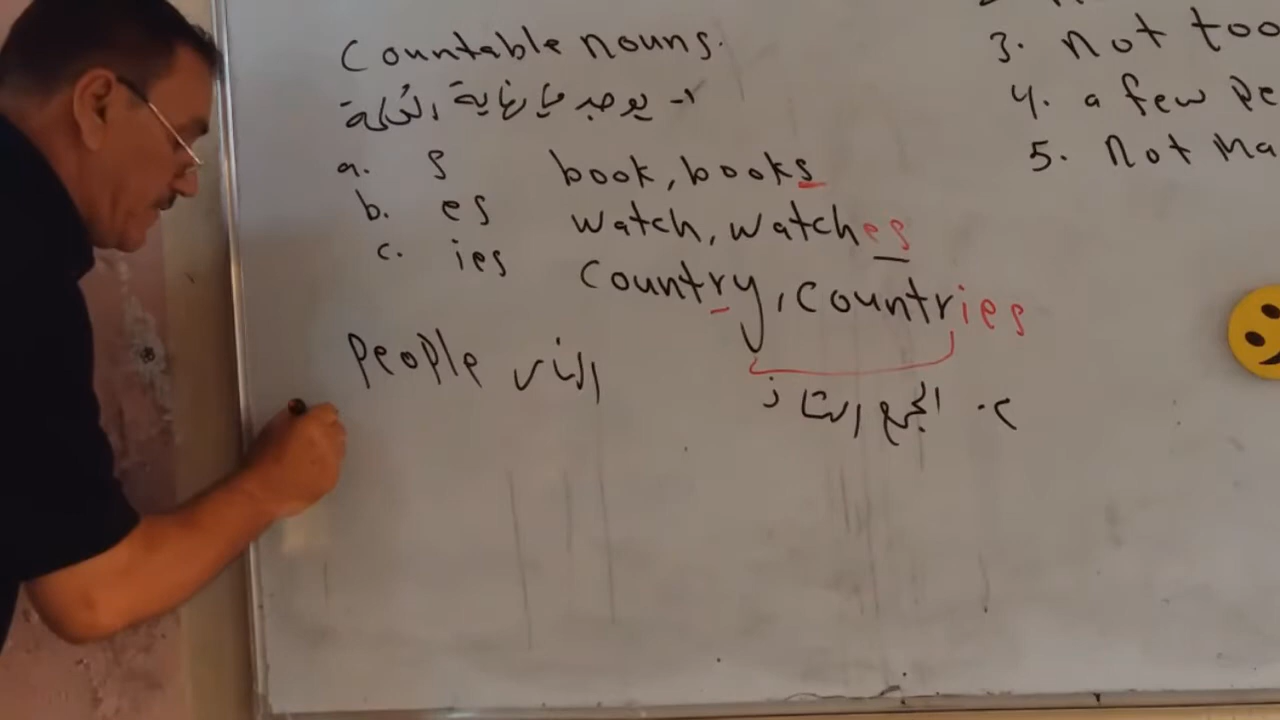 Countable nouns.
١- يوجد في نهاية الكلمة
a. s book, books
b. es watch, watches
c. ies country, countries
people الناس
٢. الجمع الشاذ
3. not too
4. a few pe
5. not ma